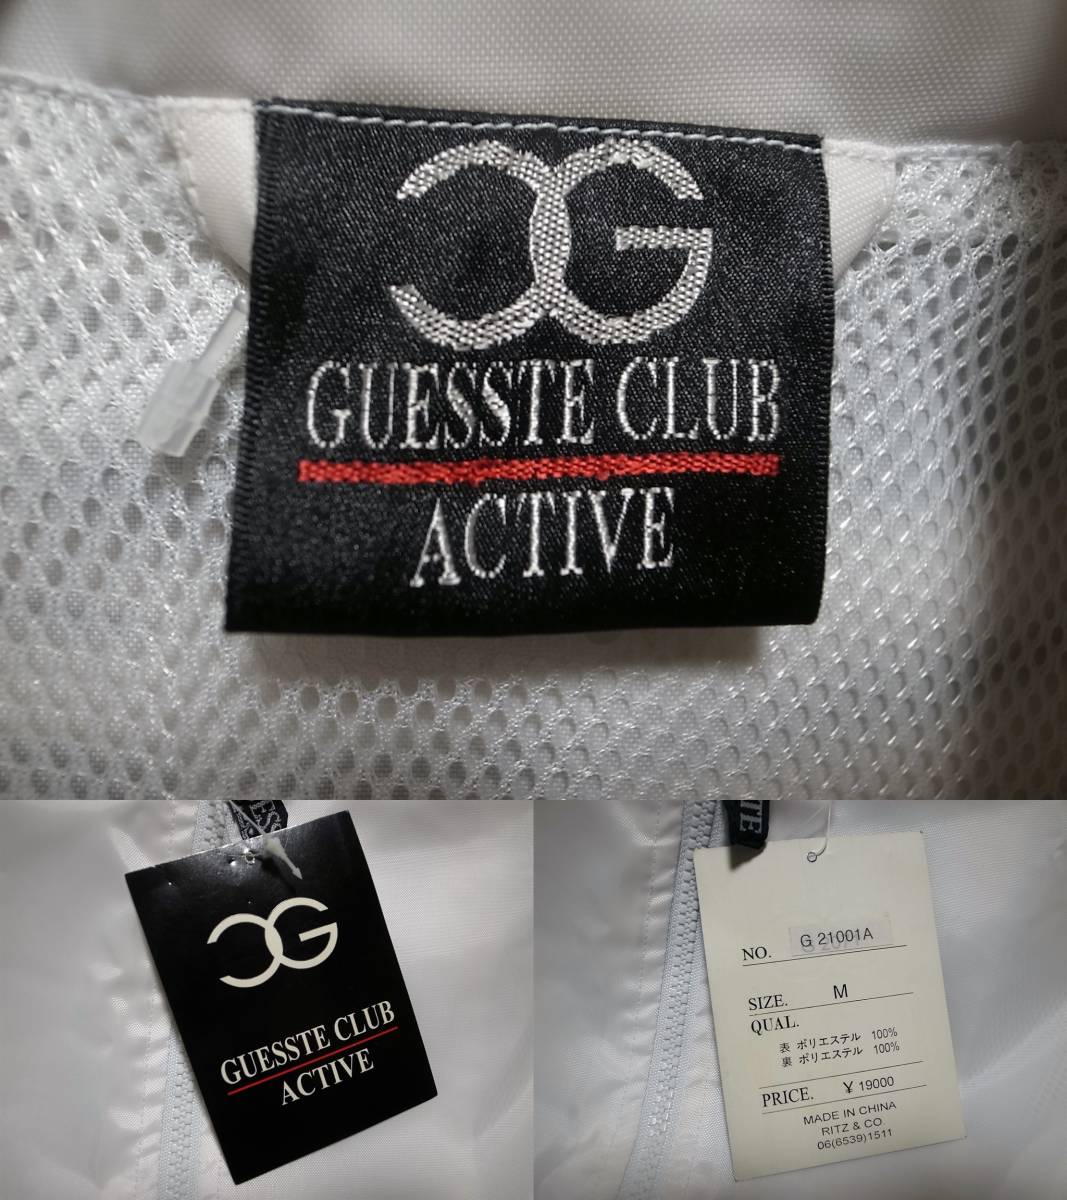 CG
GUESSTE CLUB
ACTIVE
CG
GUESSTE CLUB
ACTIVE
NO. G 21001A
SIZE. M
QUAL.
表 ポリエステル 100%
裏 ポリエステル 100%
PRICE. ¥ 19000
MADE IN CHINA
RITZ & CO.
06(6539)1511